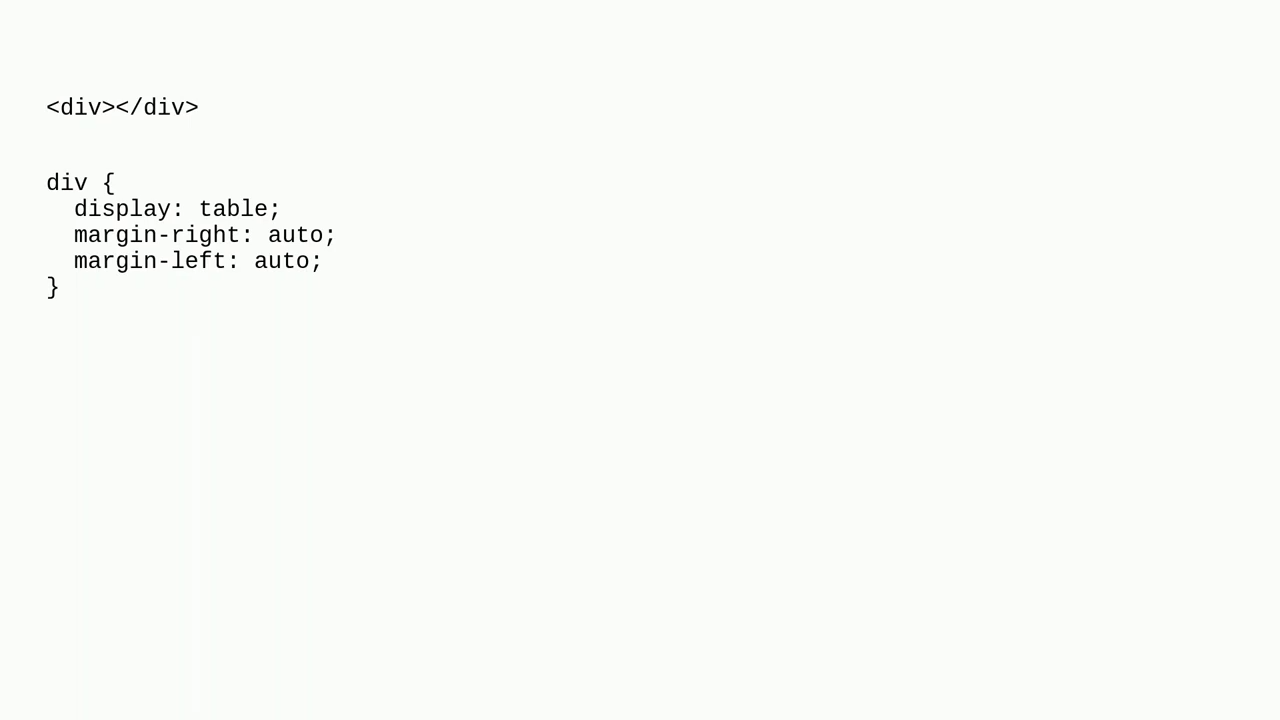 <div></div>
div {
  display: table;
  margin-right: auto;
  margin-left: auto;
}